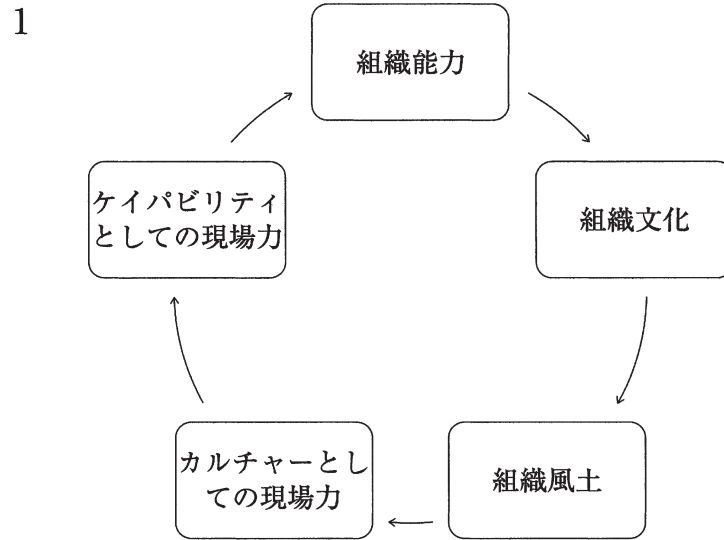 1
組織能力
組織文化
組織風土
カルチャーとし
ての現場力
ケイパビリティ
としての現場力